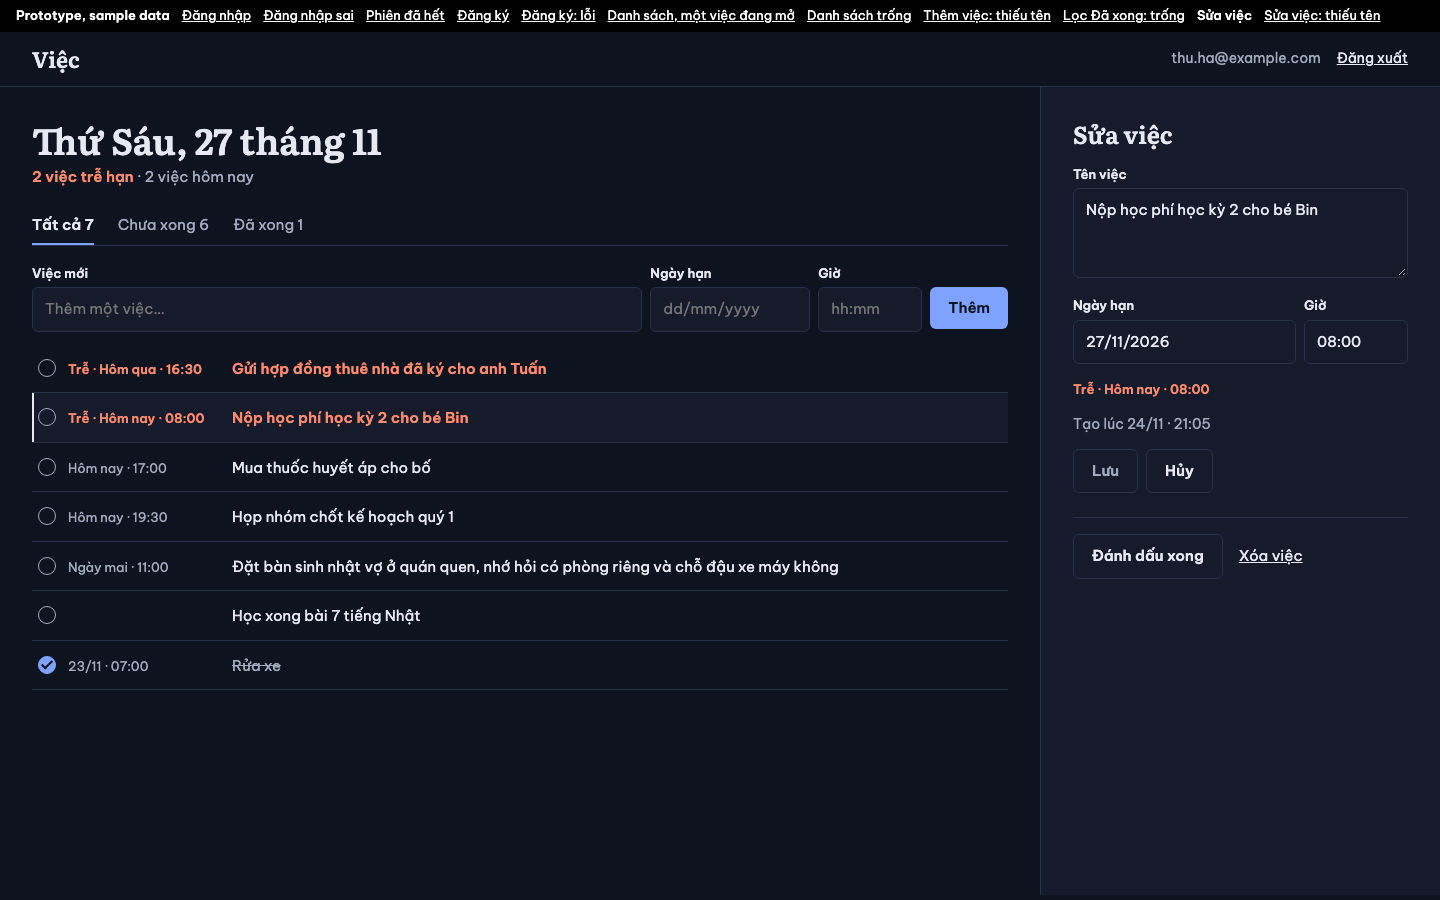 Prototype, sample data Đăng nhập Đăng nhập sai Phiên đã hết Đăng ký Đăng ký: lỗi Danh sách, một việc đang mở Danh sách trống Thêm việc: thiếu tên Lọc Đã xong: trống Sửa việc Sửa việc: thiếu tên
Việc
thu.ha@example.com Đăng xuất
Thứ Sáu, 27 tháng 11
2 việc trễ hạn · 2 việc hôm nay
Tất cả 7 Chưa xong 6 Đã xong 1
Việc mới Ngày hạn Giờ
Thêm một việc... dd/mm/yyyy hh:mm Thêm
Trễ · Hôm qua · 16:30 Gửi hợp đồng thuê nhà đã ký cho anh Tuấn
Trễ · Hôm nay · 08:00 Nộp học phí học kỳ 2 cho bé Bin
Hôm nay · 17:00 Mua thuốc huyết áp cho bố
Hôm nay · 19:30 Họp nhóm chốt kế hoạch quý 1
Ngày mai · 11:00 Đặt bàn sinh nhật vợ ở quán quen, nhớ hỏi có phòng riêng và chỗ đậu xe máy không
Học xong bài 7 tiếng Nhật
23/11 · 07:00 Rửa xe
Sửa việc
Tên việc
Nộp học phí học kỳ 2 cho bé Bin
Ngày hạn Giờ
27/11/2026 08:00
Trễ · Hôm nay · 08:00
Tạo lúc 24/11 · 21:05
Lưu Hủy
Đánh dấu xong Xóa việc